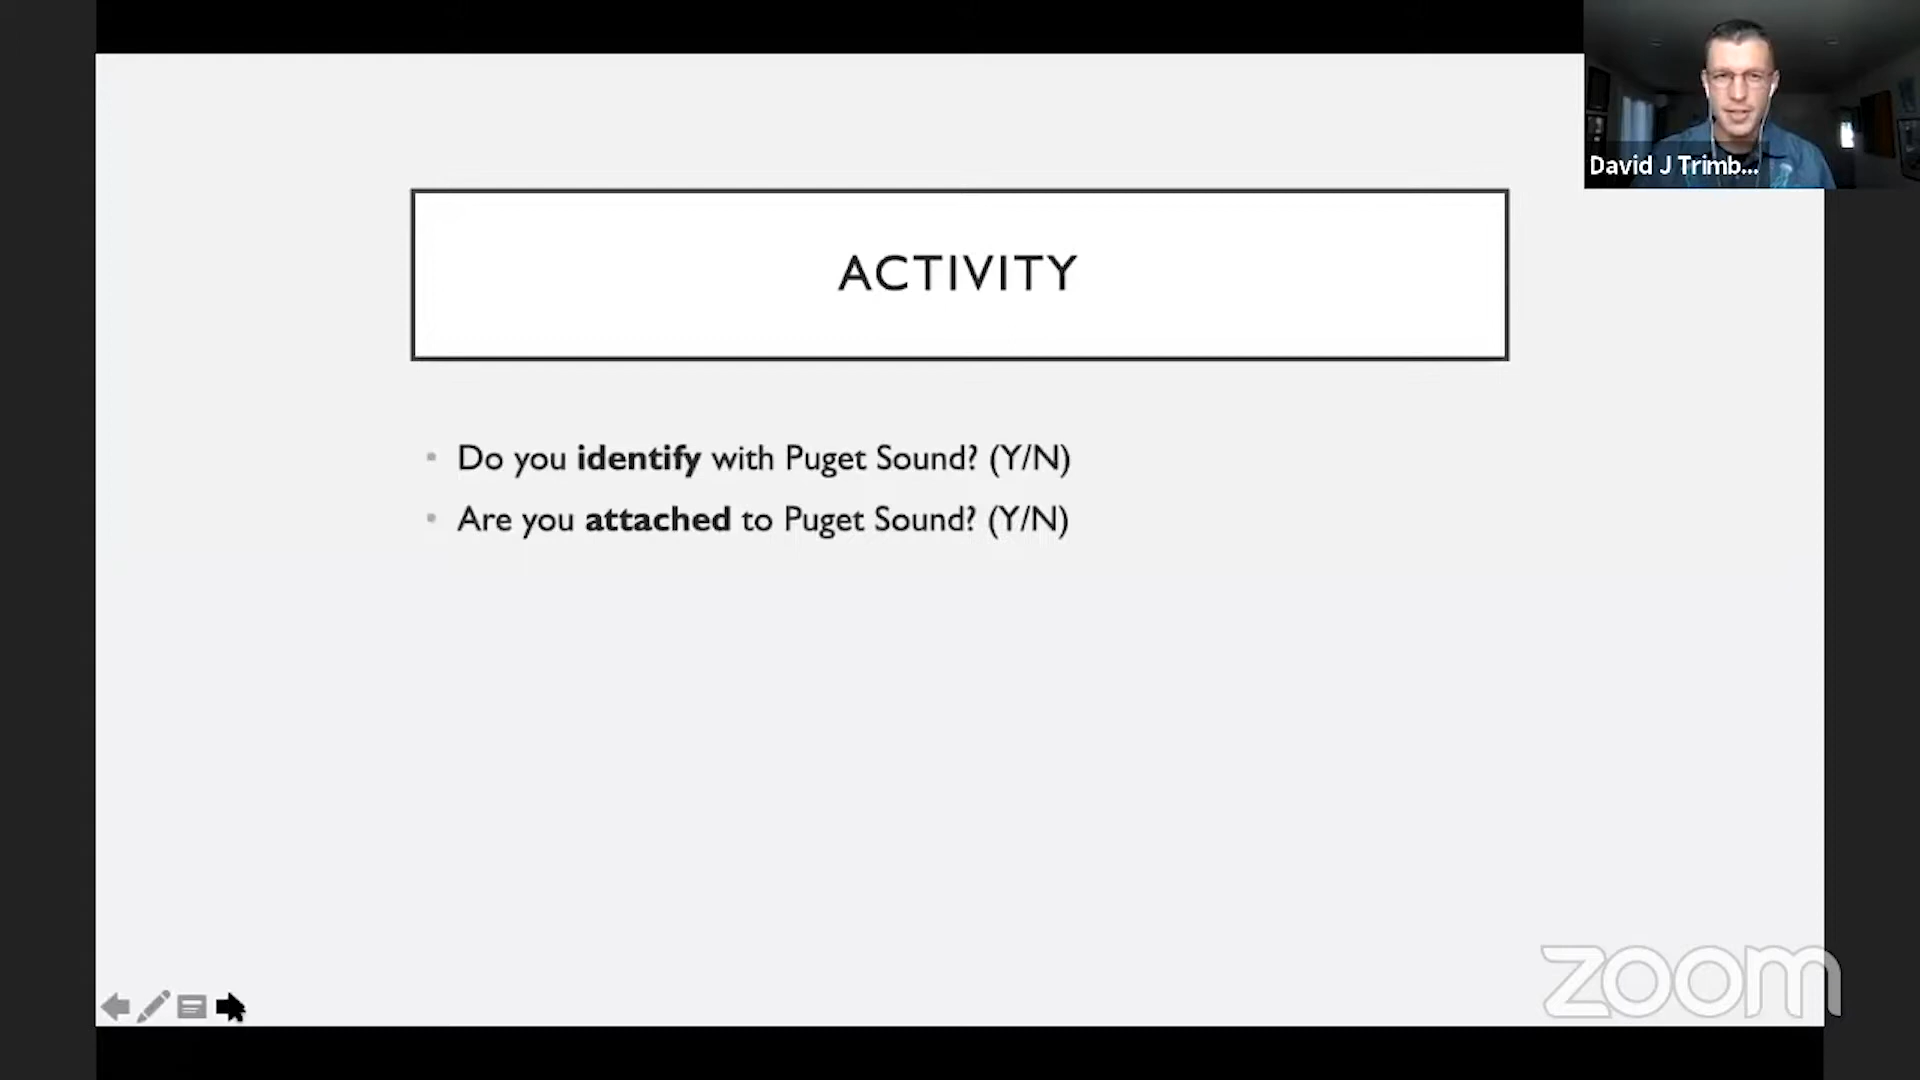 David J Trimb...
ACTIVITY
Do you identify with Puget Sound? (Y/N)
Are you attached to Puget Sound? (Y/N)
zoom